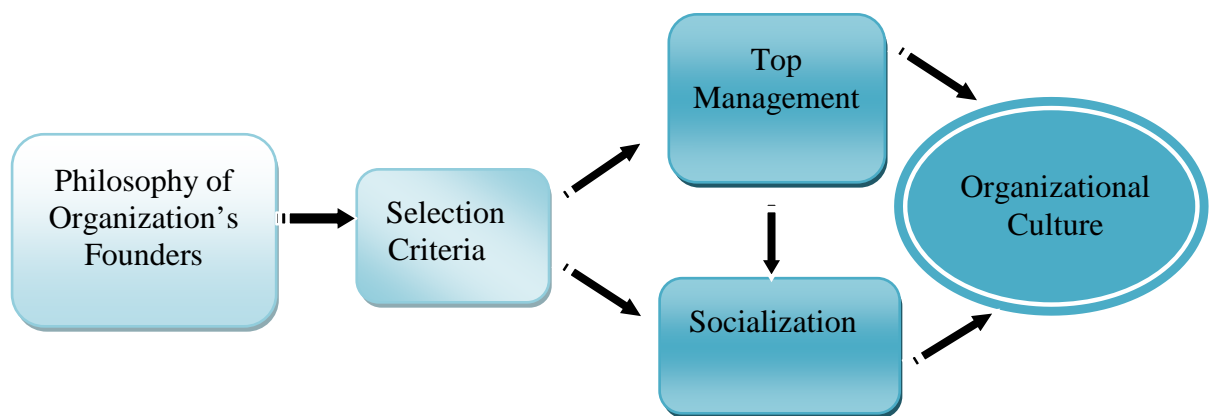 Philosophy of
Organization’s
Founders
Selection
Criteria
Top
Management
Socialization
Organizational
Culture